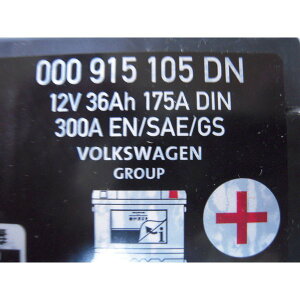 000 915 105 DN
12V 36Ah 175A DIN
300A EN/SAE/GS
VOLKSWAGEN
GROUP